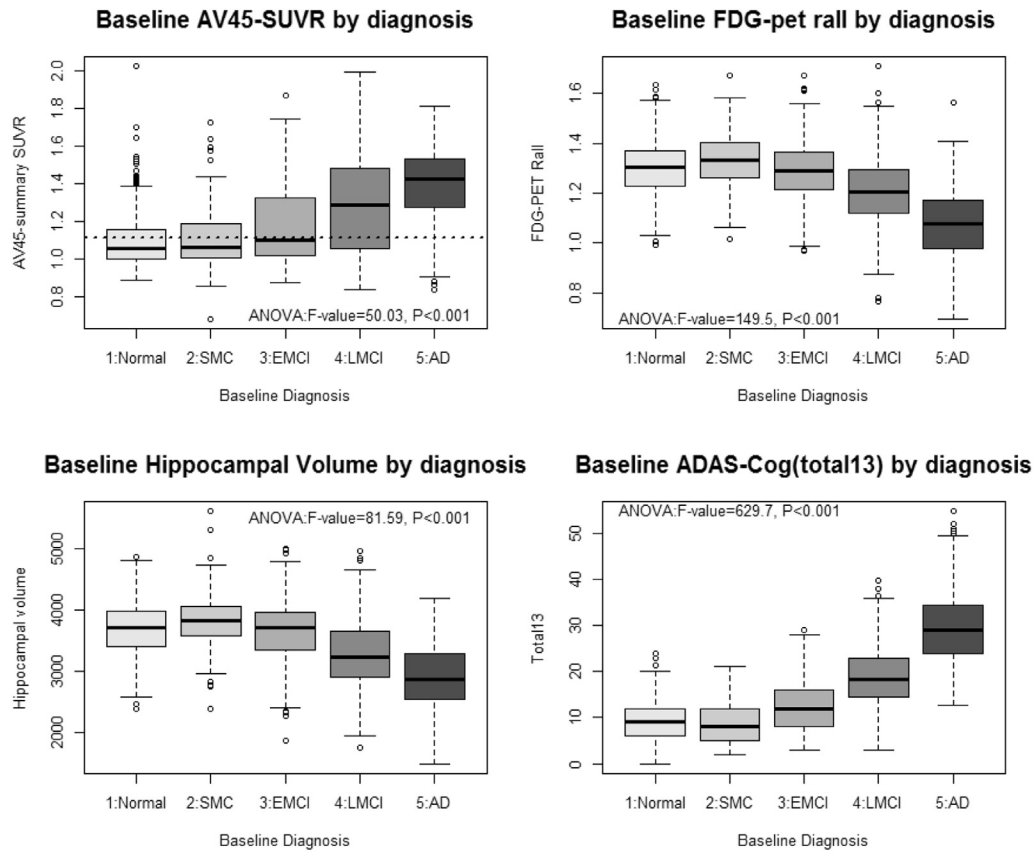 Baseline AV45-SUVR by diagnosis
AV45-summary SUVR
2.0
1.8
1.6
1.4
1.2
1.0
0.8
ANOVA:F-value=50.03, P<0.001
1:Normal 2:SMC 3:EMCI 4:LMCI 5:AD
Baseline Diagnosis
Baseline FDG-pet rall by diagnosis
FDG-PET Rall
1.6
1.4
1.2
1.0
0.8
ANOVA:F-value=149.5, P<0.001
1:Normal 2:SMC 3:EMCI 4:LMCI 5:AD
Baseline Diagnosis
Baseline Hippocampal Volume by diagnosis
Hippocampal volume
ANOVA:F-value=81.59, P<0.001
5000
4000
3000
2000
1:Normal 2:SMC 3:EMCI 4:LMCI 5:AD
Baseline Diagnosis
Baseline ADAS-Cog(total13) by diagnosis
Total13
ANOVA:F-value=629.7, P<0.001
50
40
30
20
10
0
1:Normal 2:SMC 3:EMCI 4:LMCI 5:AD
Baseline Diagnosis